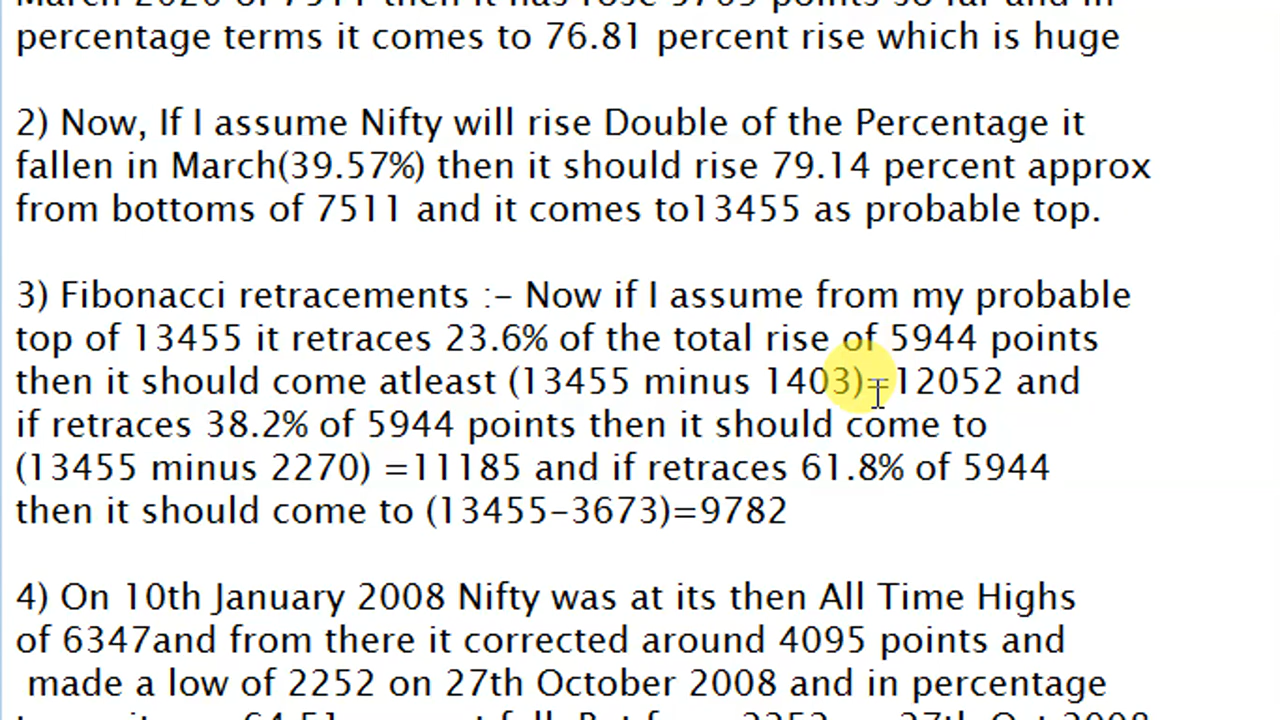 percentage terms it comes to 76.81 percent rise which is huge
2) Now, If I assume Nifty will rise Double of the Percentage it
fallen in March(39.57%) then it should rise 79.14 percent approx
from bottoms of 7511 and it comes to13455 as probable top.
3) Fibonacci retracements :- Now if I assume from my probable
top of 13455 it retraces 23.6% of the total rise of 5944 points
then it should come atleast (13455 minus 1403)=12052 and
if retraces 38.2% of 5944 points then it should come to
(13455 minus 2270) =11185 and if retraces 61.8% of 5944
then it should come to (13455-3673)=9782
4) On 10th January 2008 Nifty was at its then All Time Highs
of 6347and from there it corrected around 4095 points and
made a low of 2252 on 27th October 2008 and in percentage